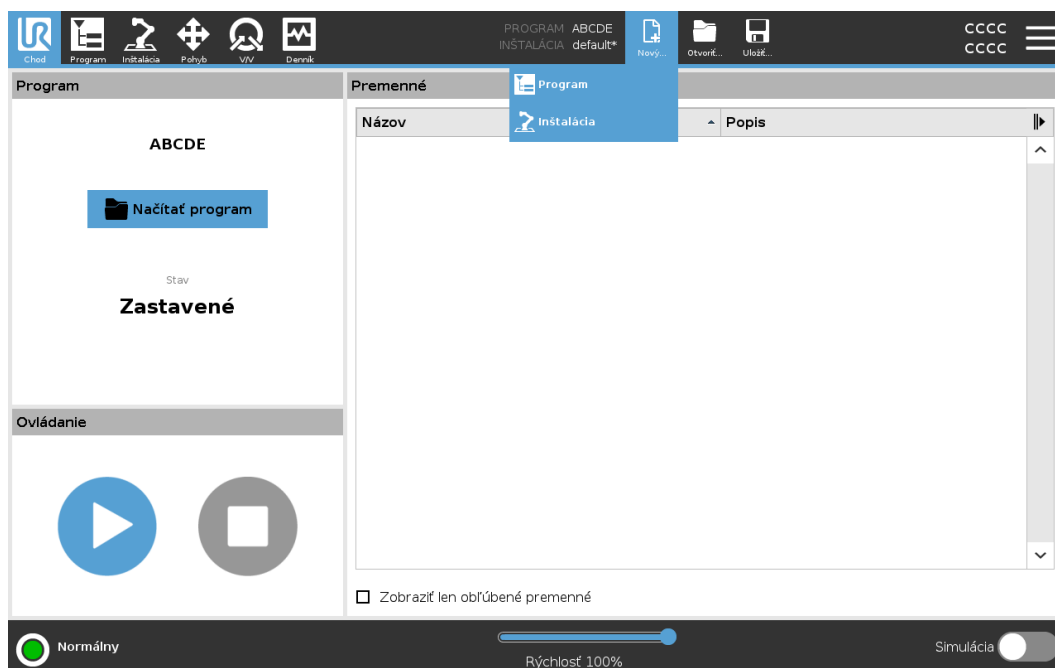 UR
PROGRAM ABCDE
CCCC
Chod Program Inštalácia Pohyb V/V Denník
INŠTALÁCIA default*
Nový... Otvoriť... Uložiť...
CCCC
Program
Premenné
Program
Inštalácia
Názov
Popis
ABCDE
Načítať program
Stav
Zastavené
Ovládanie
Zobraziť len obľúbené premenné
Normálny
Rýchlosť 100%
Simulácia